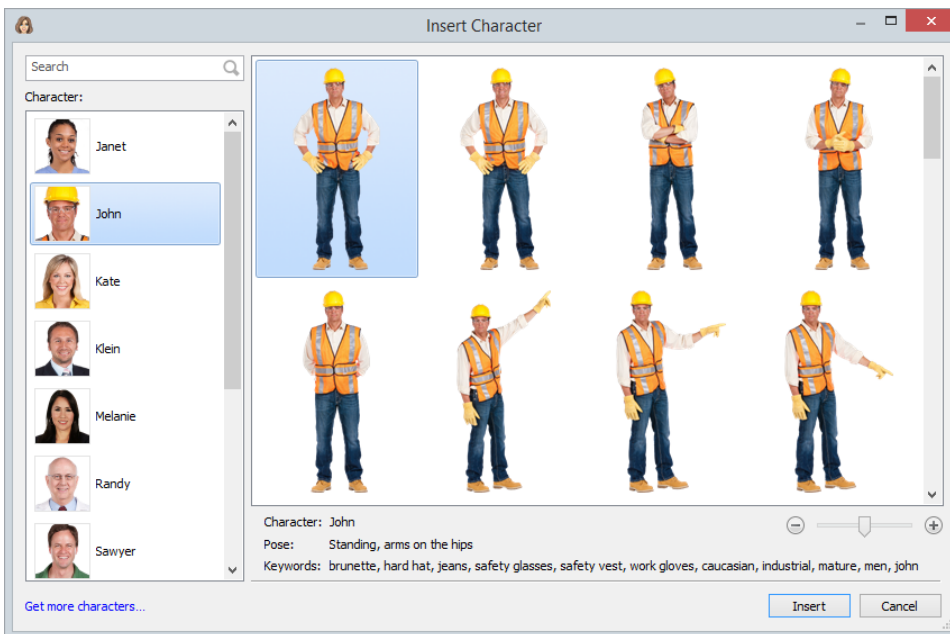 Insert Character
Search
Character:
Janet
John
Kate
Klein
Melanie
Randy
Sawyer
Character: John
Pose: Standing, arms on the hips
Keywords: brunette, hard hat, jeans, safety glasses, safety vest, work gloves, caucasian, industrial, mature, men, john
Get more characters...
Insert
Cancel